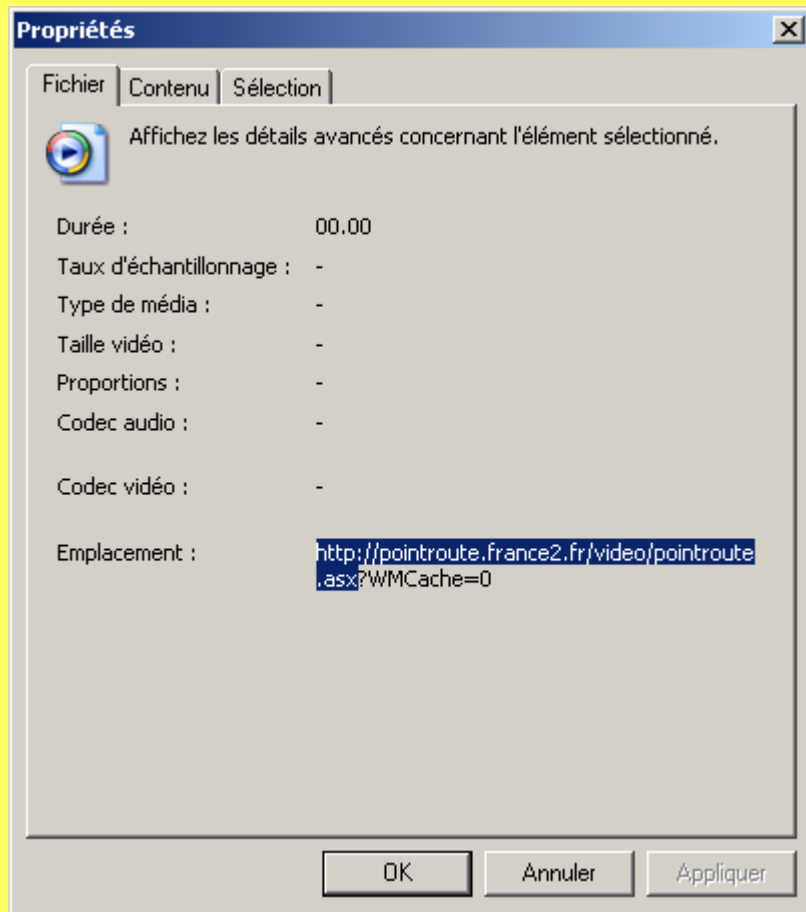 Propriétés
Fichier Contenu Sélection
Affichez les détails avancés concernant l'élément sélectionné.
Durée : 00.00
Taux d'échantillonnage : -
Type de média : -
Taille vidéo : -
Proportions : -
Codec audio : -
Codec vidéo : -
Emplacement : http://pointroute.france2.fr/video/pointroute
.asx?WMCache=0
OK Annuler Appliquer